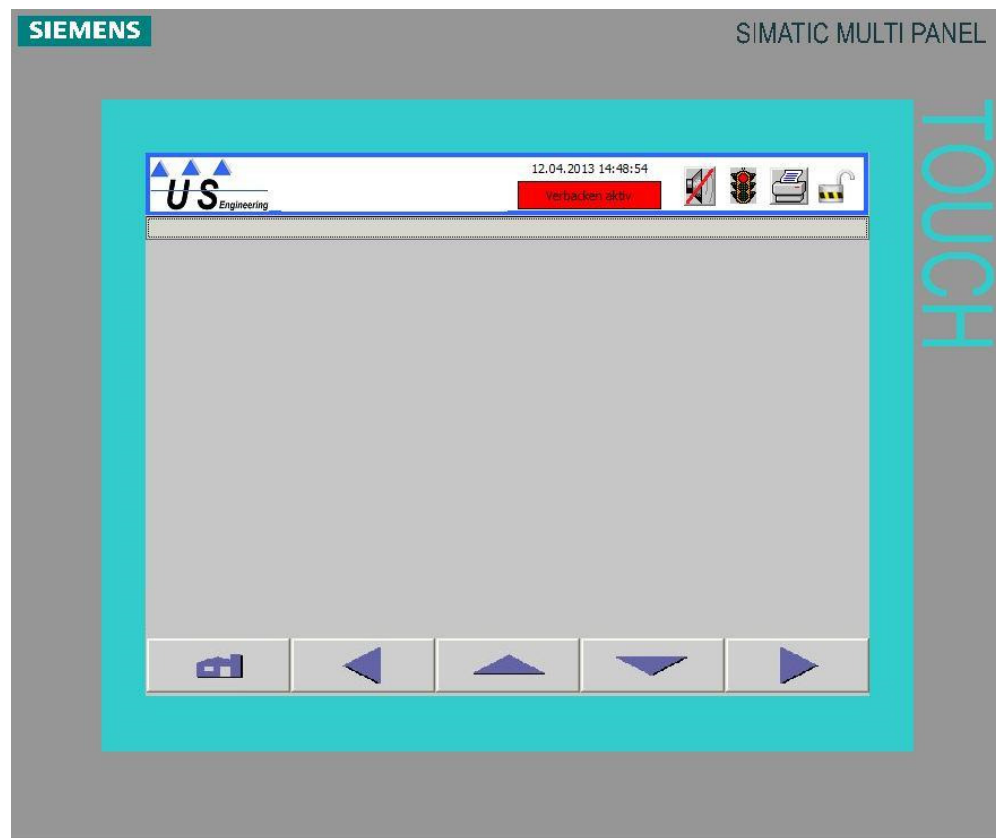 SIEMENS
SIMATIC MULTI PANEL
TOUCH
US Engineering
12.04.2013 14:48:54
Verbacken aktiv